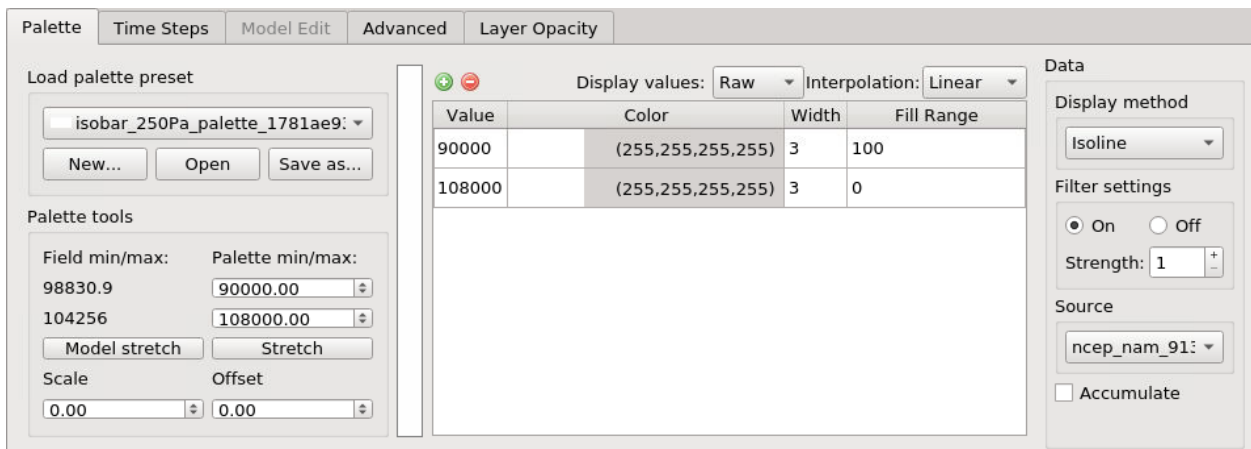 Palette Time Steps Model Edit Advanced Layer Opacity
Load palette preset
isobar_250Pa_palette_1781ae9
New... Open Save as...
Palette tools
Field min/max: Palette min/max:
98830.9 90000.00
104256 108000.00
Model stretch Stretch
Scale Offset
0.00 0.00
Display values: Raw Interpolation: Linear
Value Color Width Fill Range
90000 (255,255,255,255) 3 100
108000 (255,255,255,255) 3 0
Data
Display method
Isoline
Filter settings
On Off
Strength: 1
Source
ncep_nam_91
Accumulate